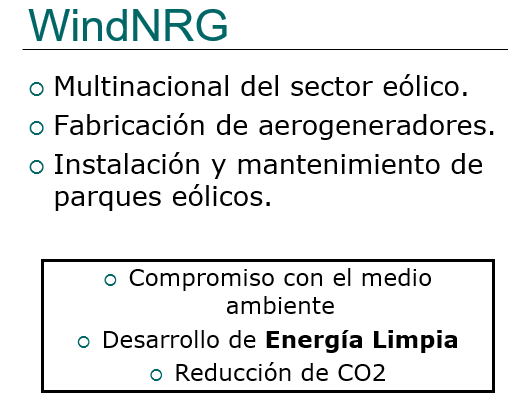 WindNRG
Multinacional del sector eólico.
Fabricación de aerogeneradores.
Instalación y mantenimiento de
parques eólicos.
Compromiso con el medio
ambiente
Desarrollo de Energía Limpia
Reducción de CO2